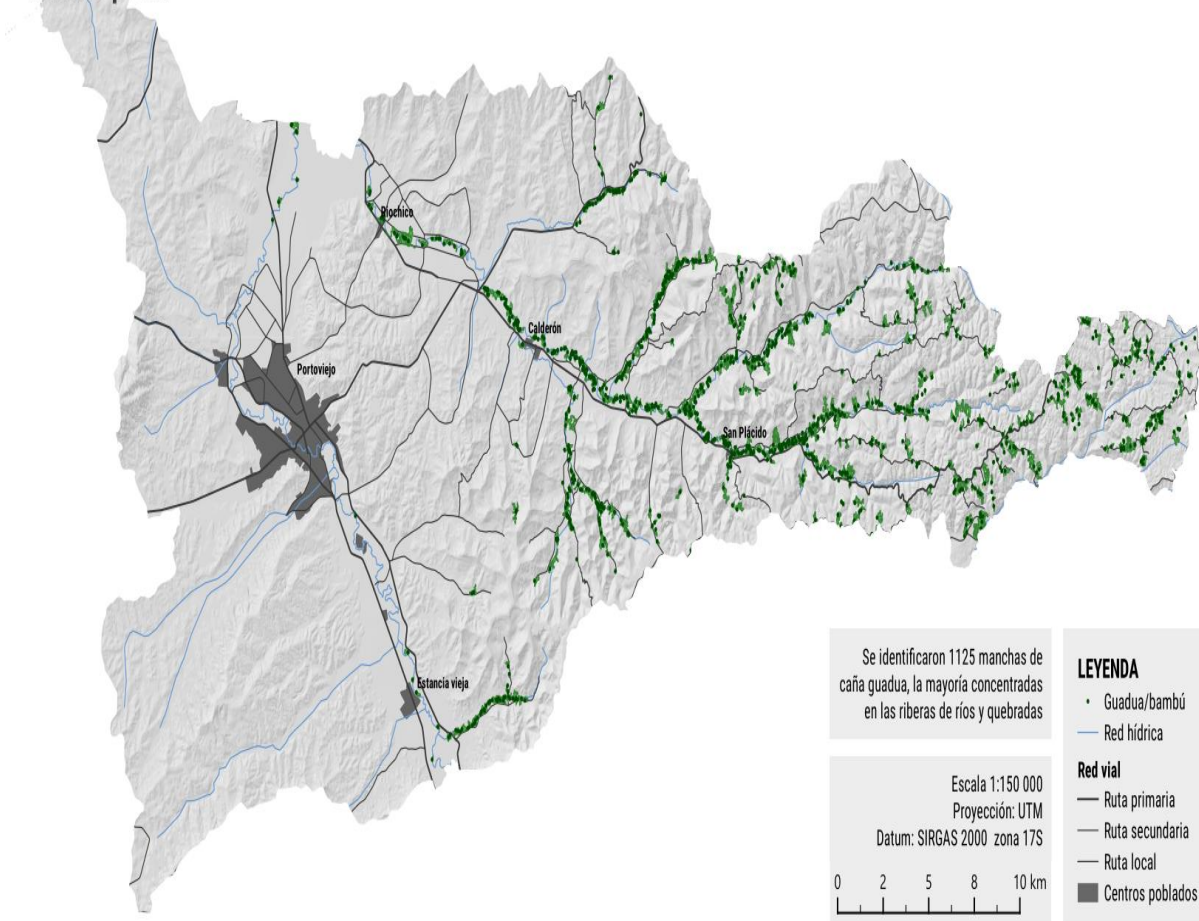 Riochico
Calderón
Portoviejo
San Plácido
Estancia vieja
Se identificaron 1125 manchas de
caña guadua, la mayoría concentradas
en las riberas de ríos y quebradas
Escala 1:150 000
Proyección: UTM
Datum: SIRGAS 2000 zona 17S
0 2 5 8 10 km
LEYENDA
Guadua/bambú
Red hídrica
Red vial
Ruta primaria
Ruta secundaria
Ruta local
Centros poblados